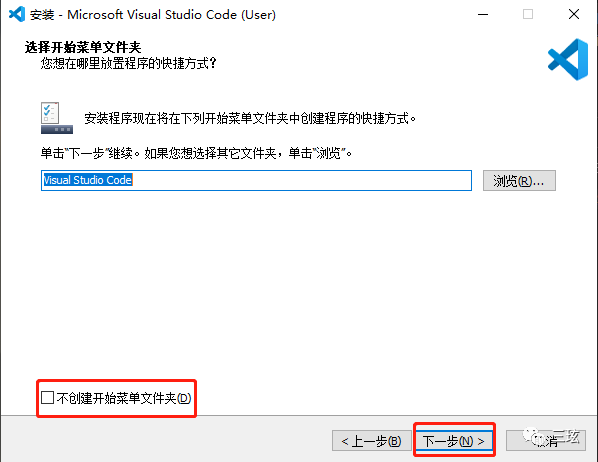 安装 - Microsoft Visual Studio Code (User)
选择开始菜单文件夹
您想在哪里放置程序的快捷方式?
安装程序现在将在下列开始菜单文件夹中创建程序的快捷方式。
单击“下一步”继续。如果您想选择其它文件夹,单击“浏览”。
Visual Studio Code
浏览(R)...
不创建开始菜单文件夹(D)
< 上一步(B)
下一步(N) >
取消
三玹